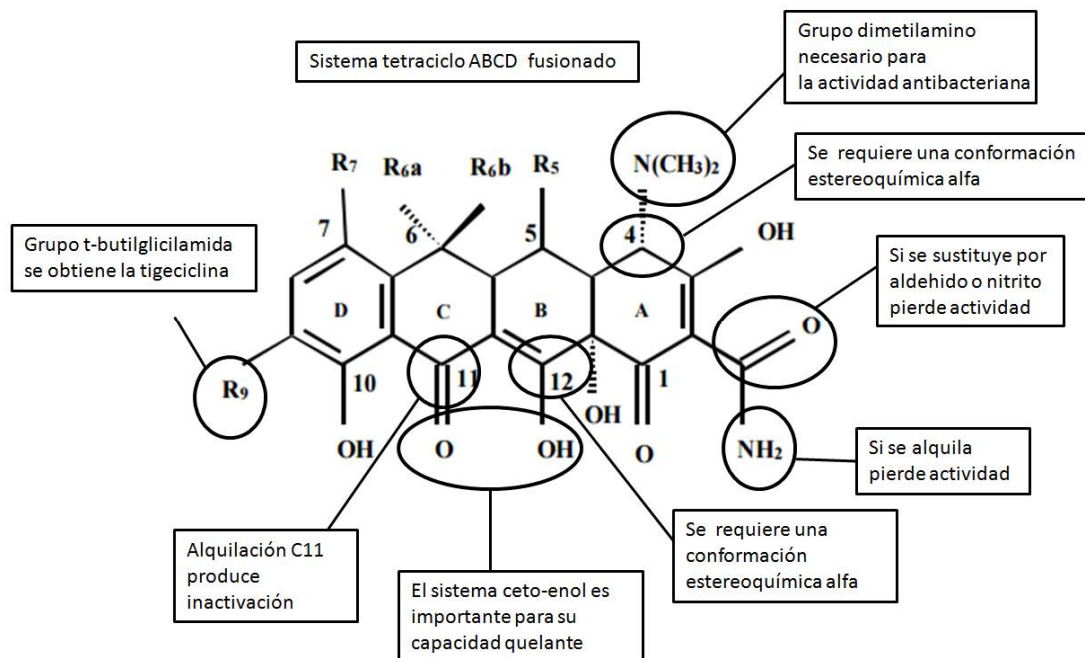 Sistema tetraciclo ABCD fusionado
Grupo dimetilamino
necesario para
la actividad antibacteriana
Se requiere una conformación
estereoquímica alfa
Si se sustituye por
aldehido o nitrito
pierde actividad
Si se alquila
pierde actividad
Se requiere una
conformación
estereoquímica alfa
El sistema ceto-enol es
importante para su
capacidad quelante
Alquilación C11
produce
inactivación
Grupo t-butilglicilamida
se obtiene la tigeciclina
R7 R6a R6b R5 N(CH3)2
7 6 5 4 OH
D C B A O
R9 10 11 12 OH 1
OH O OH O NH2